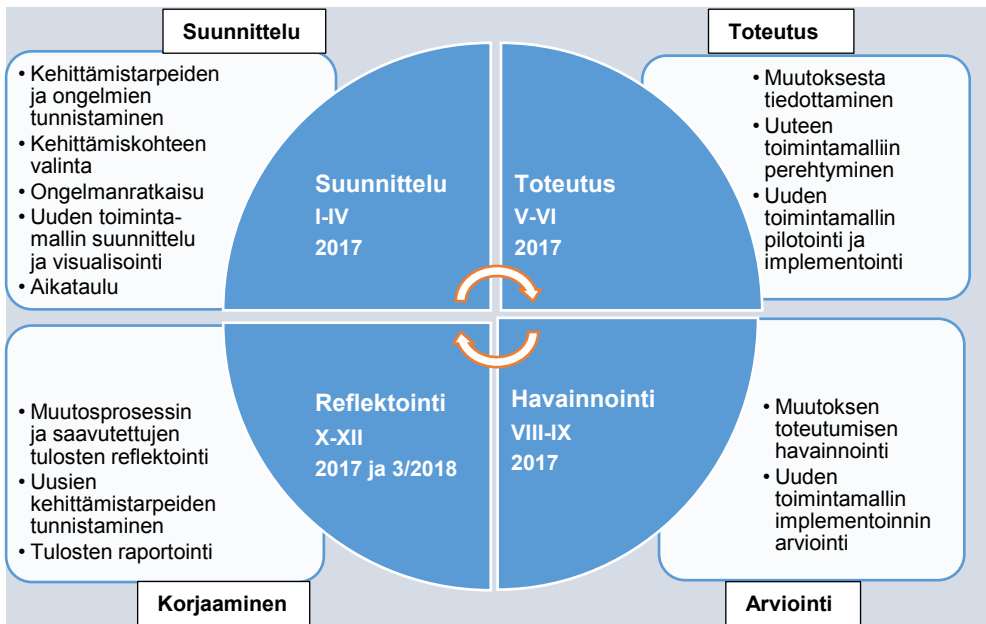 Suunnittelu
• Kehittämistarpeiden
ja ongelmien
tunnistaminen
• Kehittämiskohteen
valinta
• Ongelmanratkaisu
• Uuden toiminta-
mallin suunnittelu
ja visualisointi
• Aikataulu
Suunnittelu
I-IV
2017
Toteutus
• Muutoksesta
tiedottaminen
• Uuteen
toimintamalliin
perehtyminen
• Uuden
toimintamallin
pilotointi ja
implementointi
Toteutus
V-VI
2017
Reflektointi
X-XII
2017 ja 3/2018
• Muutosprosessin
ja saavutettujen
tulosten reflektointi
• Uusien
kehittämistarpeiden
tunnistaminen
• Tulosten raportointi
Korjaaminen
Havainnointi
VIII-IX
2017
• Muutoksen
toteutumisen
havainnointi
• Uuden
toimintamallin
implementoinnin
arviointi
Arviointi